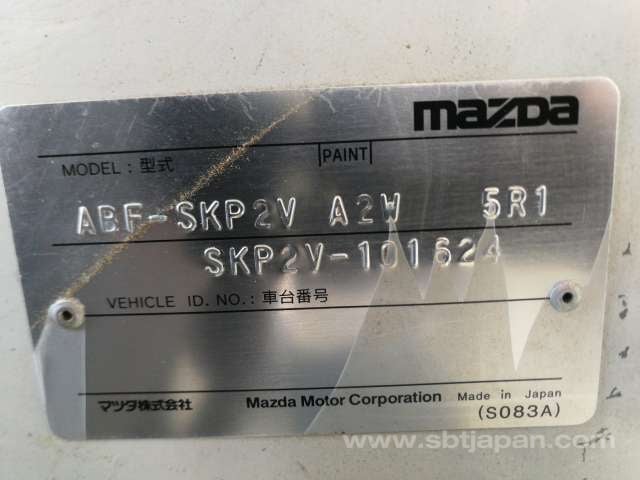 mazda
MODEL : 型式 PAINT
ABF-SKP2V A2W 5R1
SKP2V-101624
VEHICLE ID. NO. : 車台番号
マツダ株式会社 Mazda Motor Corporation Made in Japan
(S083A)
www.sbtjapan.com